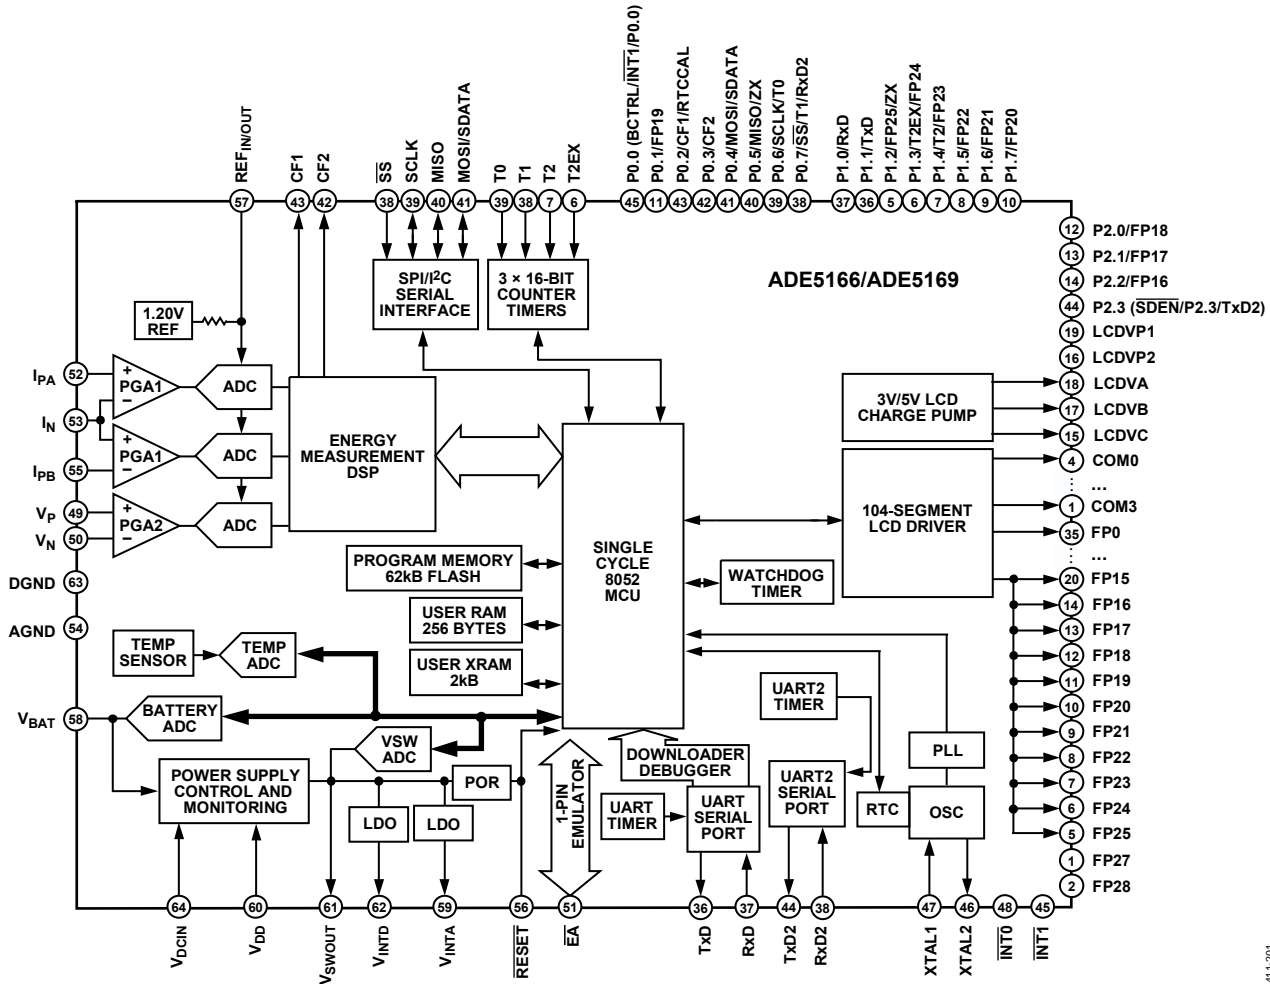 REFIN/OUT
CF1
CF2
SS
SCLK
MISO
MOSI/SDATA
T0
T1
T2
T2EX
P0.0 (BCTRL/INT1/P0.0)
P0.1/FP19
P0.2/CF1/RTCCAL
P0.3/CF2
P0.4/MOSI/SDATA
P0.5/MISO/ZX
P0.6/SCLK/T0
P0.7/SS/T1/RxD2
P1.0/RxD
P1.1/TxD
P1.2/FP25/ZX
P1.3/T2EX/FP24
P1.4/T2/FP23
P1.5/FP22
P1.6/FP21
P1.7/FP20
57 43 42 38 39 40 41 39 38 7 6 45 11 43 42 41 40 39 38 37 36 5 6 7 8 9 10
ADE5166/ADE5169
1.20V
REF
SPI/I2C
SERIAL
INTERFACE
3 × 16-BIT
COUNTER
TIMERS
12 P2.0/FP18
13 P2.1/FP17
14 P2.2/FP16
44 P2.3 (SDEN/P2.3/TxD2)
19 LCDVP1
16 LCDVP2
18 LCDVA
17 LCDVB
15 LCDVC
4 COM0
...
1 COM3
35 FP0
...
20 FP15
14 FP16
13 FP17
12 FP18
11 FP19
10 FP20
9 FP21
8 FP22
7 FP23
6 FP24
5 FP25
1 FP27
2 FP28
IPA 52
IN 53
IPB 55
VP 49
VN 50
DGND 63
AGND 54
VBAT 58
+
PGA1
−
ADC
+
PGA1
−
ADC
+
PGA2
−
ADC
ENERGY
MEASUREMENT
DSP
3V/5V LCD
CHARGE PUMP
104-SEGMENT
LCD DRIVER
SINGLE
CYCLE
8052
MCU
PROGRAM MEMORY
62kB FLASH
USER RAM
256 BYTES
USER XRAM
2kB
WATCHDOG
TIMER
TEMP
SENSOR
TEMP
ADC
BATTERY
ADC
VSW
ADC
POWER SUPPLY
CONTROL AND
MONITORING
POR
LDO
LDO
1-PIN
EMULATOR
DOWNLOADER
DEBUGGER
UART
TIMER
UART
SERIAL
PORT
UART2
TIMER
UART2
SERIAL
PORT
PLL
RTC
OSC
64 60 61 62 59 56 51 36 37 44 38 47 46 48 45
VDCIN
VDD
VSWOUT
VINTD
VINTA
RESET
EA
TxD
RxD
TxD2
RxD2
XTAL1
XTAL2
INT0
INT1